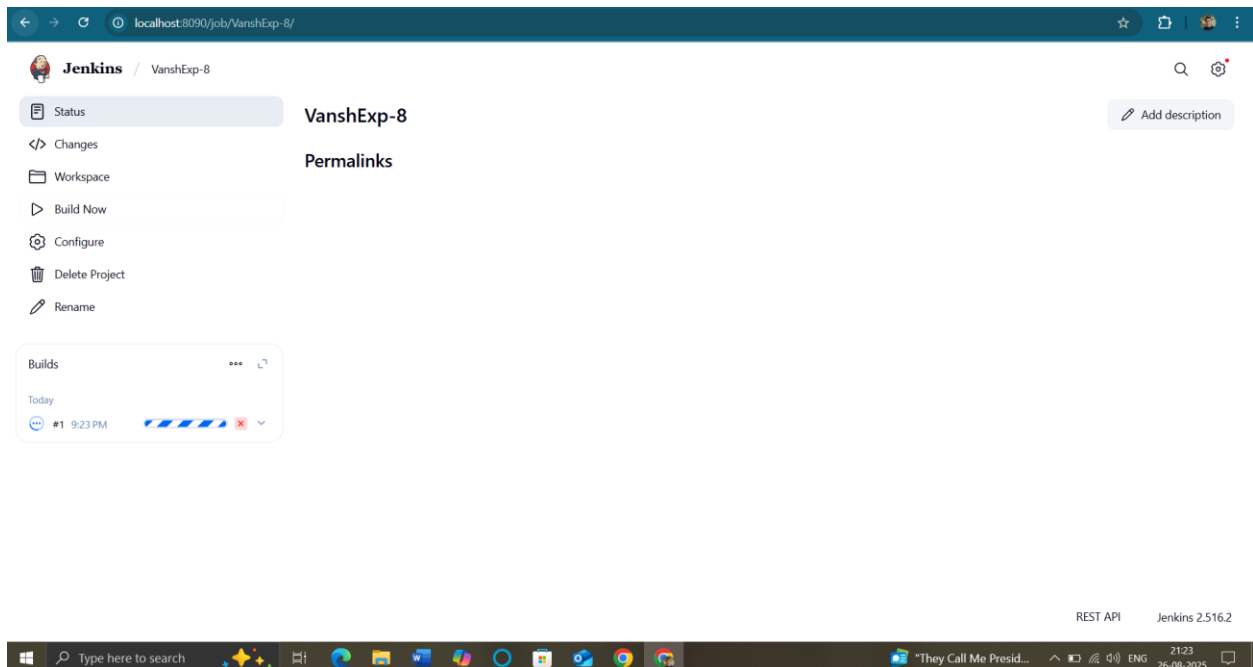 localhost:8090/job/VanshExp-8/
Jenkins / VanshExp-8
Status
Changes
Workspace
Build Now
Configure
Delete Project
Rename
VanshExp-8
Add description
Permalinks
Builds
Today
#1 9:23 PM
REST API Jenkins 2.516.2
Type here to search
"They Call Me Presid... ENG 21:23
26-08-2025